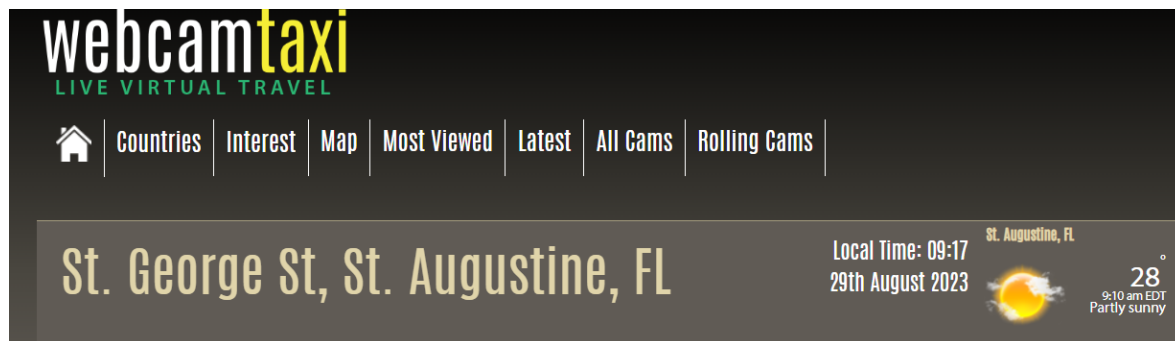 webcamtaxi
LIVE VIRTUAL TRAVEL
Countries Interest Map Most Viewed Latest All Cams Rolling Cams
St. George St, St. Augustine, FL
Local Time: 09:17
29th August 2023
St. Augustine, FL
28°
9:10 am EDT
Partly sunny